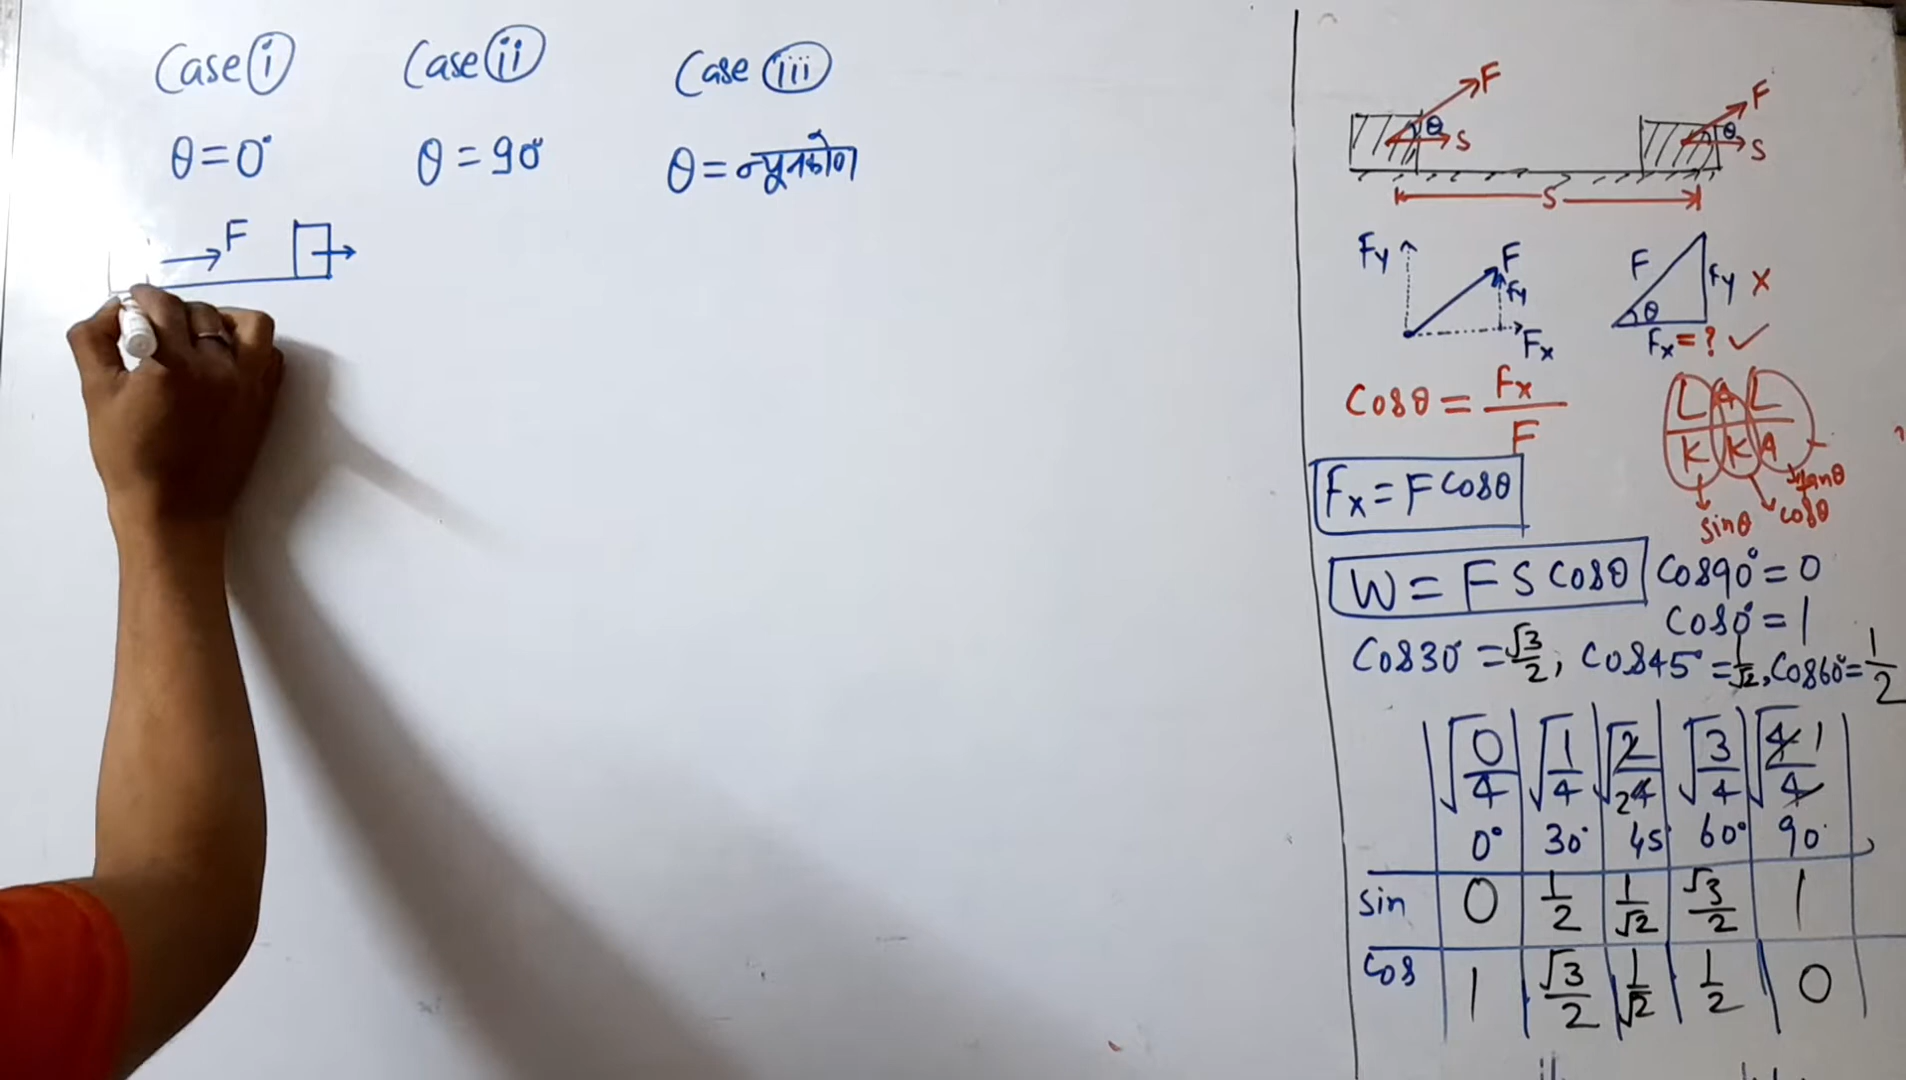 Case (i) Case (ii) Case (iii)
θ = 0° θ = 90° θ = न्यूनकोण
F
F θ S F θ S
S
Fy F fy Fx
F θ fy ✗ Fx = ? ✓
Cosθ = Fx / F
L A L
K K A
sinθ cosθ tanθ
Fx = F Cosθ
W = F S Cosθ Cos90° = 0
Cos0° = 1
Cos30° = √3/2, Cos45° = 1/√2, Cos60° = 1/2
√0/4 √1/4 √2/4 2 √3/4 √4/4 1
0° 30° 45 60° 90°
sin 0 1/2 1/√2 √3/2 1
Cos 1 √3/2 1/√2 1/2 0